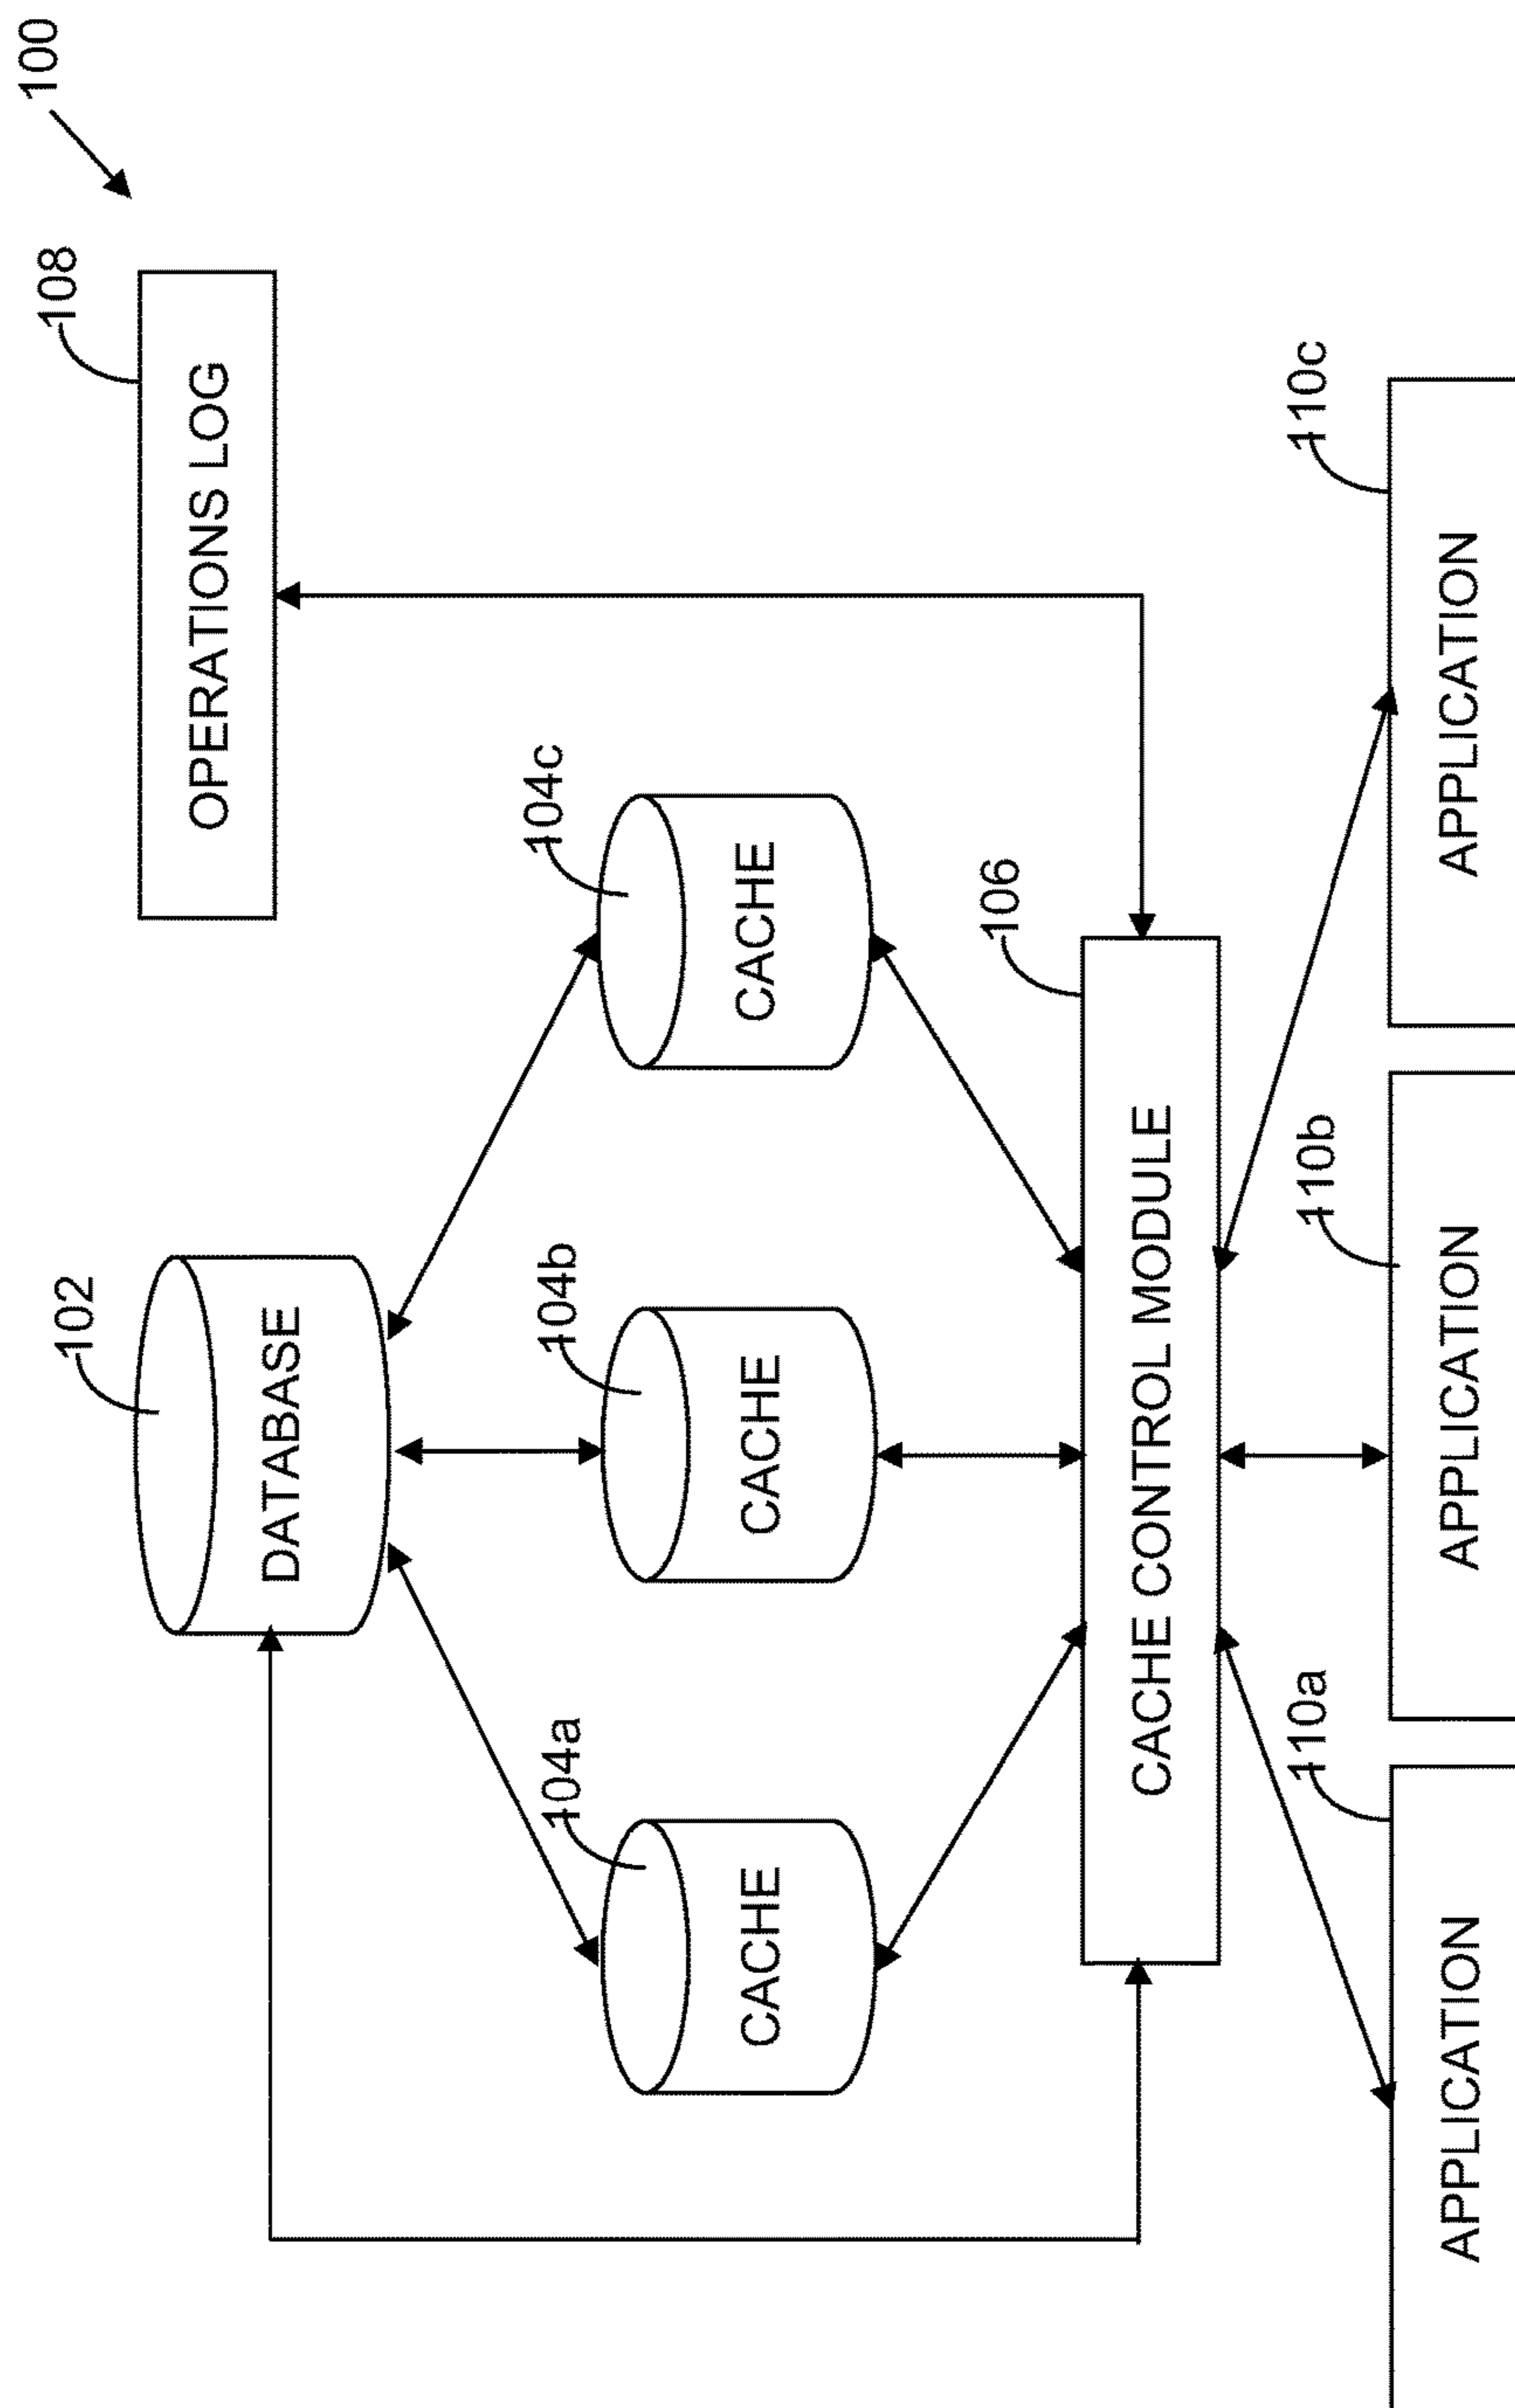 100
108
OPERATIONS LOG
102
DATABASE
104a
CACHE
104b
CACHE
104c
CACHE
106
CACHE CONTROL MODULE
110a
APPLICATION
110b
APPLICATION
110c
APPLICATION